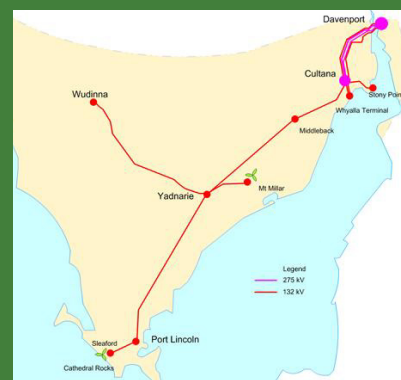 Davenport
Cultana
Stony Point
Whyalla Terminal
Wudinna
Middleback
Yadnarie
Mt Millar
Legend
275 kV
132 kV
Sleaford
Port Lincoln
Cathedral Rocks